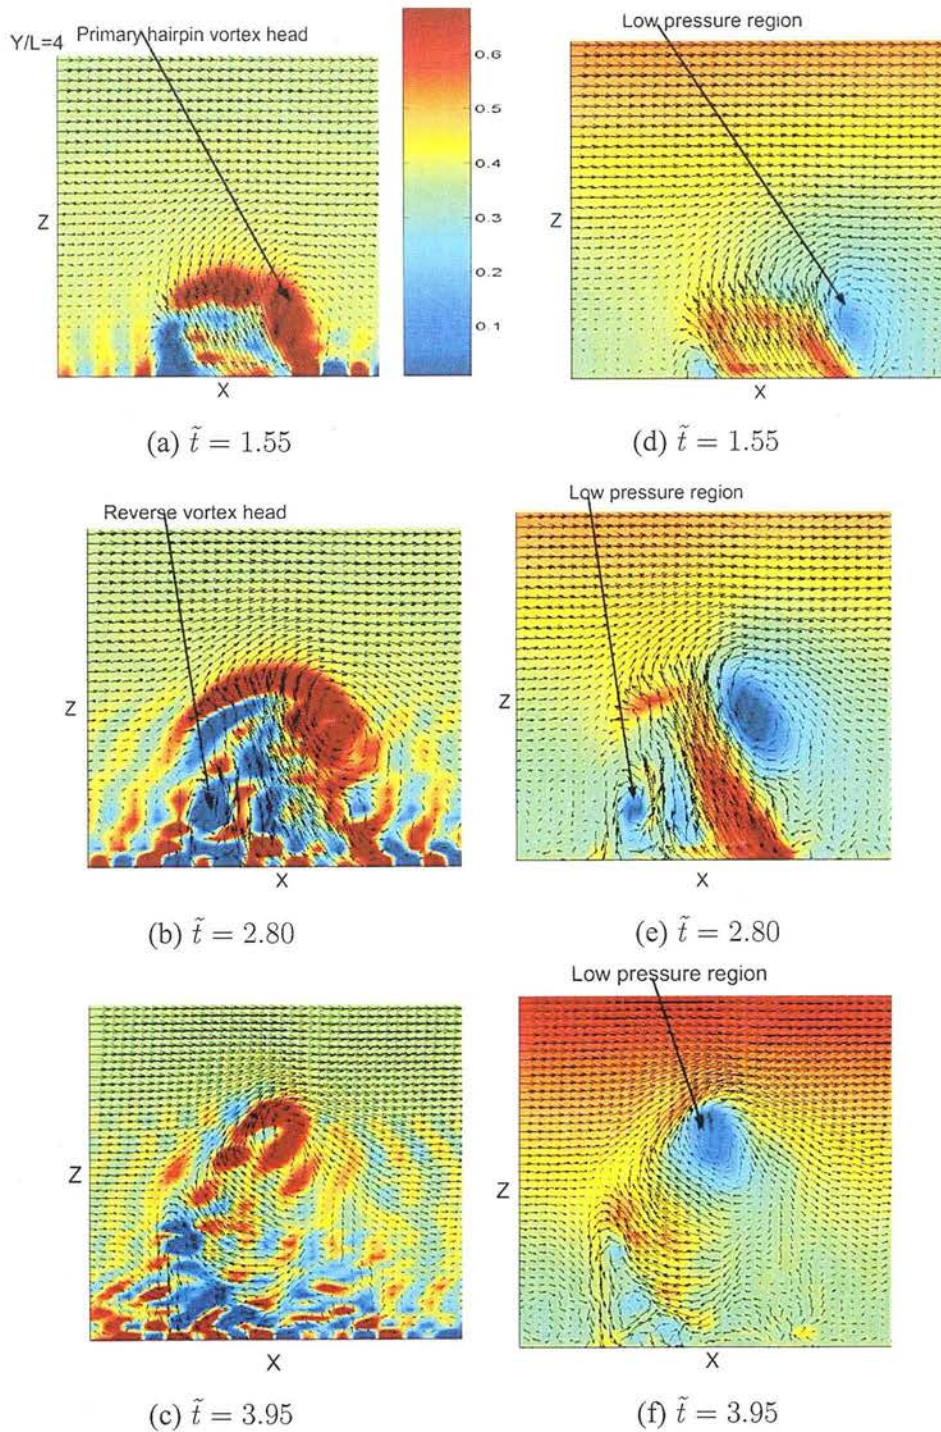 Primary hairpin vortex head
Y/L=4
0.6
0.5
0.4
0.3
0.2
0.1
Z
X
(a) t̃ = 1.55
Low pressure region
Z
X
(d) t̃ = 1.55
Reverse vortex head
Z
X
(b) t̃ = 2.80
Low pressure region
Z
X
(e) t̃ = 2.80
Z
X
(c) t̃ = 3.95
Low pressure region
Z
X
(f) t̃ = 3.95